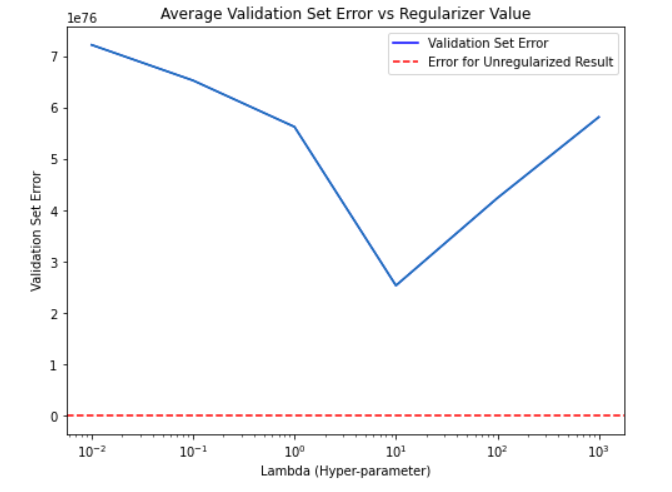 Average Validation Set Error vs Regularizer Value
1e76
Validation Set Error
Error for Unregularized Result
7
6
5
4
3
2
1
0
Validation Set Error
10⁻² 10⁻¹ 10⁰ 10¹ 10² 10³
Lambda (Hyper-parameter)